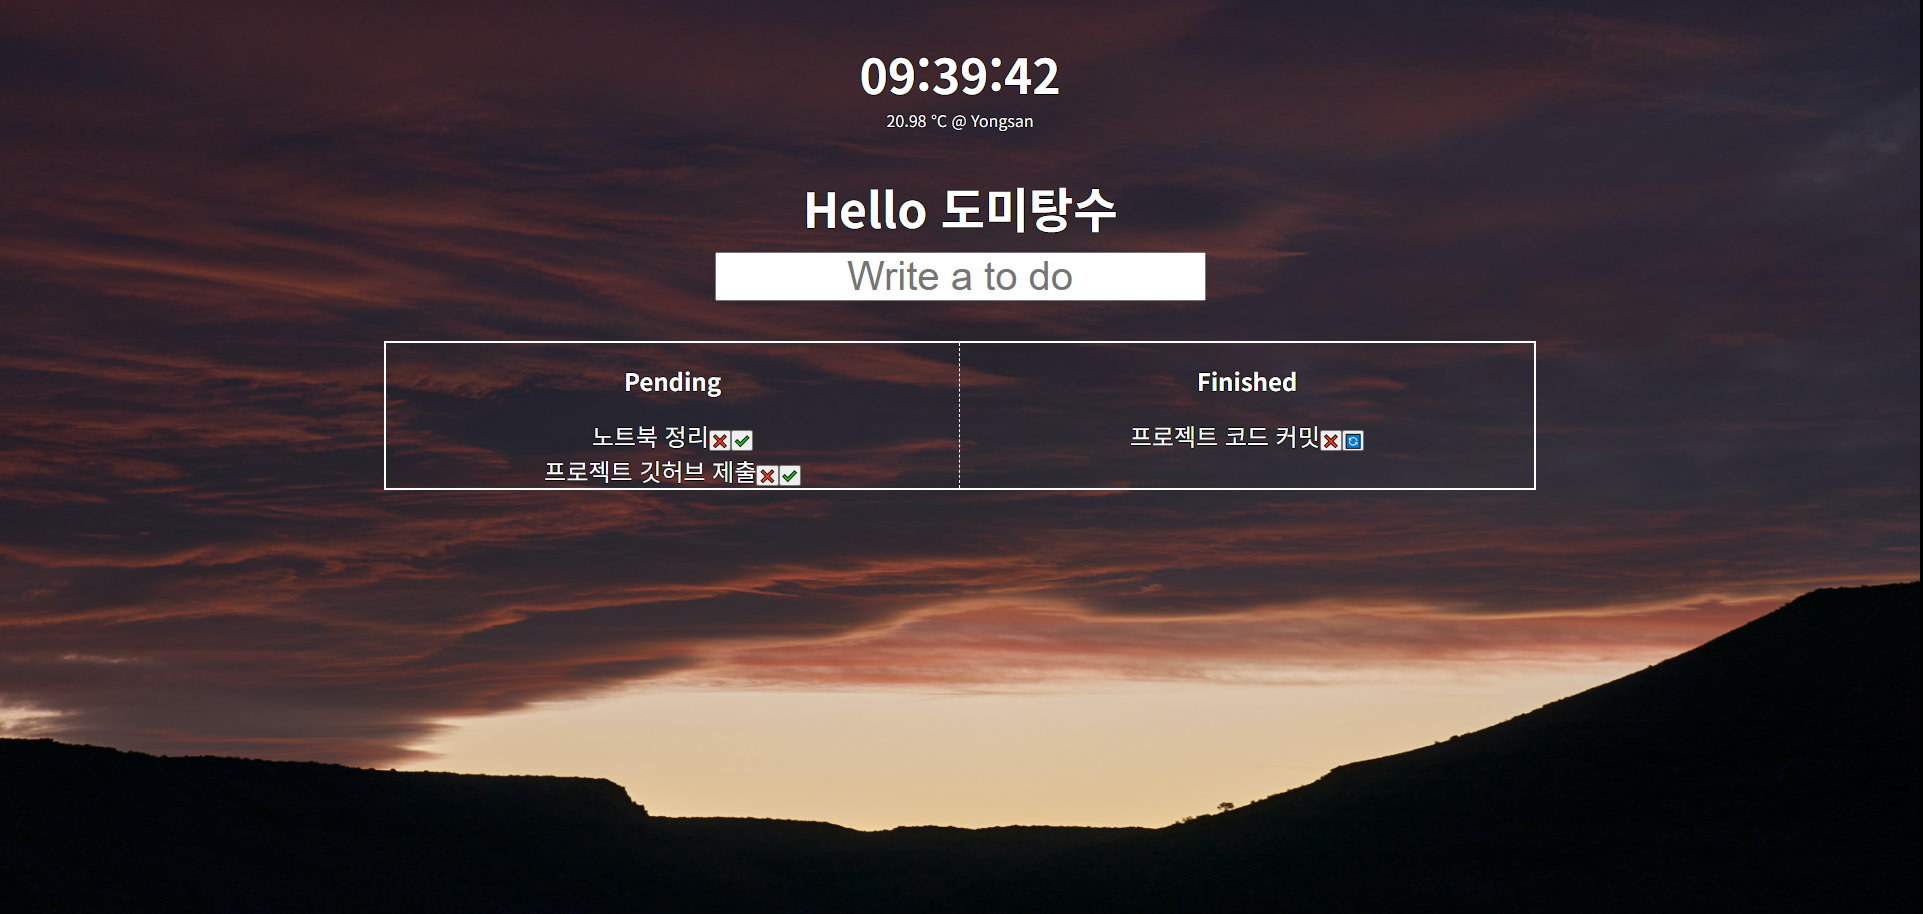 09:39:42
20.98 °C @ Yongsan
Hello 도미탕수
Write a to do
Pending
노트북 정리
프로젝트 깃허브 제출
Finished
프로젝트 코드 커밋